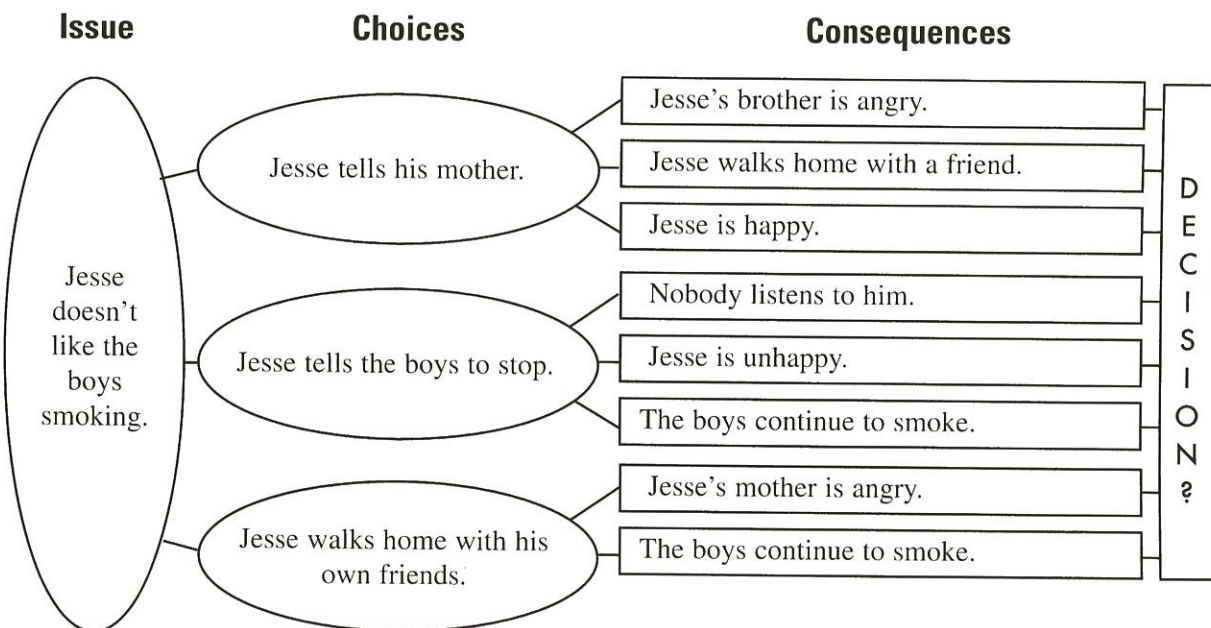 Issue
Choices
Consequences
Jesse
doesn't
like the
boys
smoking.
Jesse tells his mother.
Jesse's brother is angry.
Jesse walks home with a friend.
Jesse is happy.
Jesse tells the boys to stop.
Nobody listens to him.
Jesse is unhappy.
The boys continue to smoke.
Jesse walks home with his
own friends.
Jesse's mother is angry.
The boys continue to smoke.
DECISION?